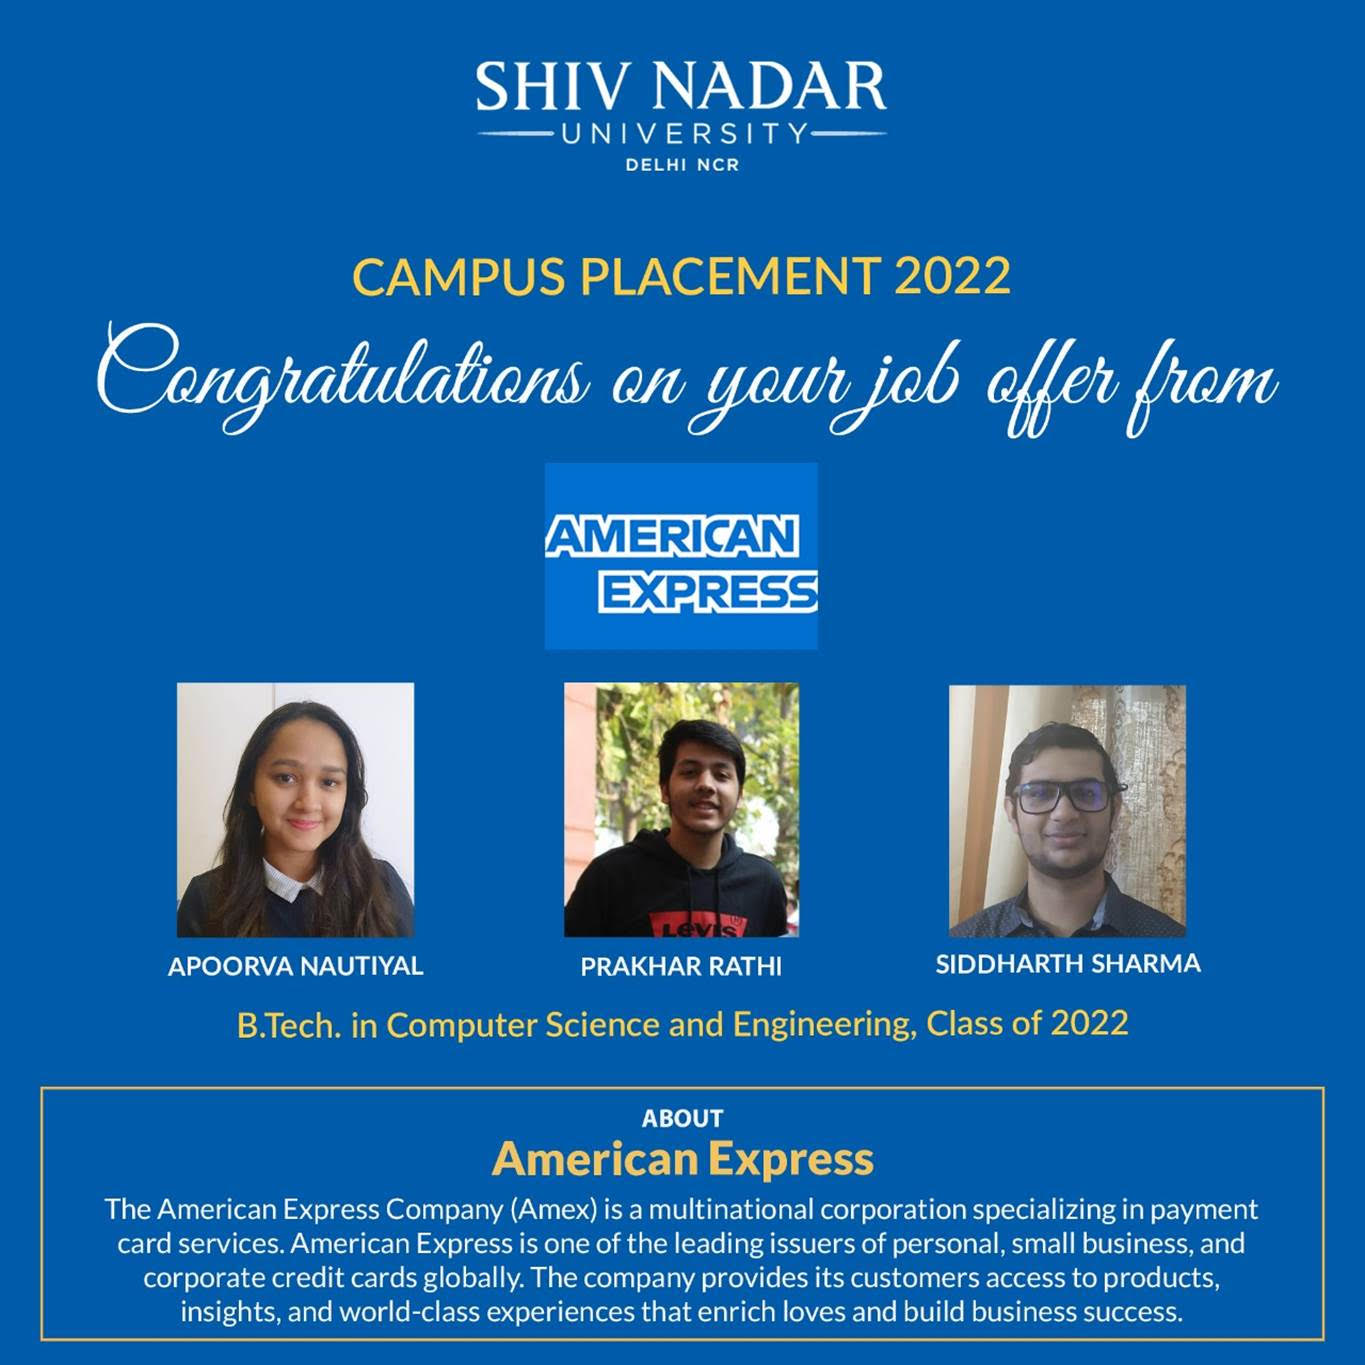 SHIV NADAR
UNIVERSITY
DELHI NCR
CAMPUS PLACEMENT 2022
Congratulations on your job offer from
AMERICAN
EXPRESS
Levi's
APOORVA NAUTIYAL
PRAKHAR RATHI
SIDDHARTH SHARMA
B.Tech. in Computer Science and Engineering, Class of 2022
ABOUT
American Express
The American Express Company (Amex) is a multinational corporation specializing in payment
card services. American Express is one of the leading issuers of personal, small business, and
corporate credit cards globally. The company provides its customers access to products,
insights, and world-class experiences that enrich loves and build business success.